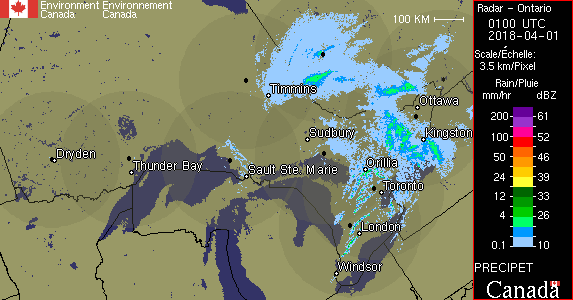 Environment Environnement
Canada Canada
100 KM
Timmins
Ottawa
Sudbury
Kingston
Dryden
Thunder Bay
Sault Ste. Marie
Orillia
Toronto
London
Windsor
Radar - Ontario
0100 UTC
2018-04-01
Scale/Échelle:
3.5 km/Pixel
Rain/Pluie
mm/hr dBZ
200 61
100 52
50 46
24 39
12 33
4 26
0.1 10
PRECIPET
Canada